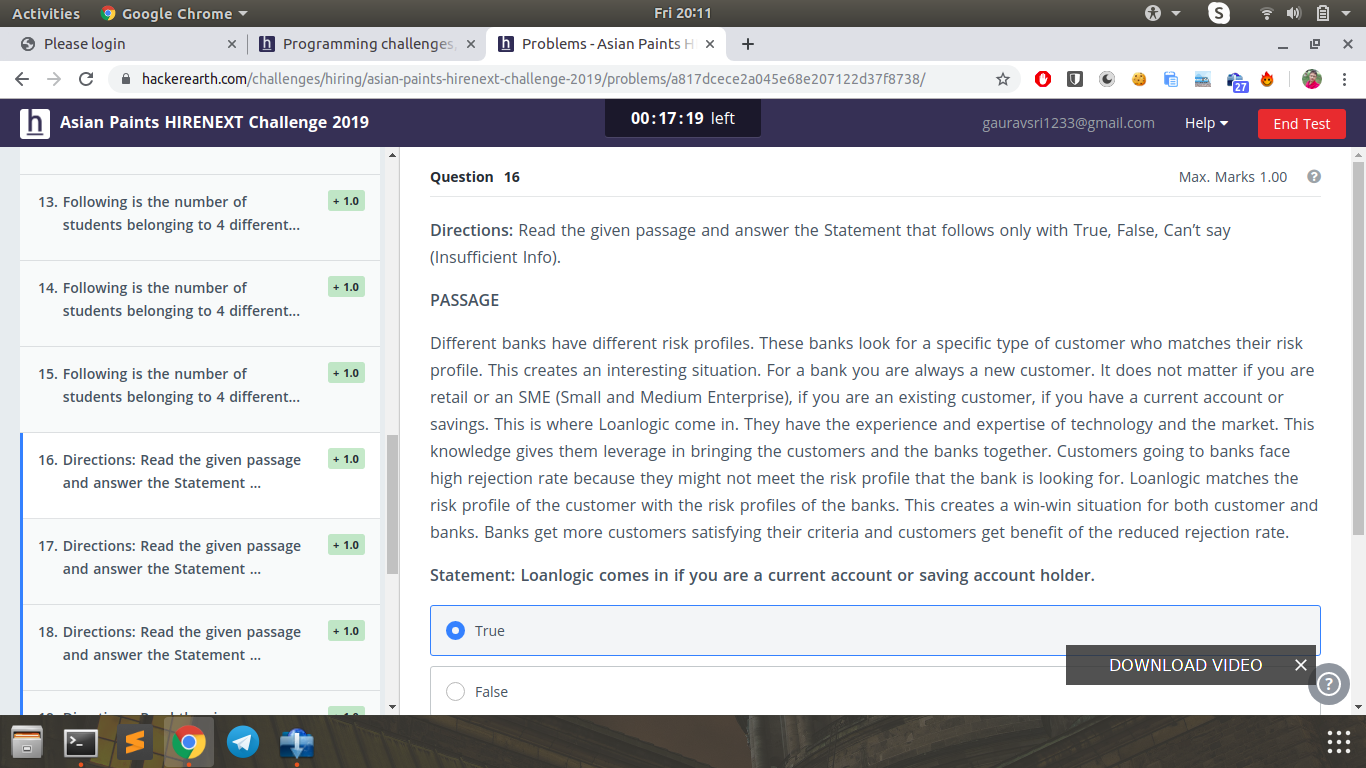 Activities
Google Chrome
Fri 20:11
S
Please login
Programming challenges,
Problems - Asian Paints H
hackerearth.com/challenges/hiring/asian-paints-hirenext-challenge-2019/problems/a817dcece2a045e68e207122d37f8738/
27
h Asian Paints HIRENEXT Challenge 2019
00:17:19 left
gauravsri1233@gmail.com
Help
End Test
13. Following is the number of
students belonging to 4 different...
+ 1.0
14. Following is the number of
students belonging to 4 different...
+ 1.0
15. Following is the number of
students belonging to 4 different...
+ 1.0
16. Directions: Read the given passage
and answer the Statement ...
+ 1.0
17. Directions: Read the given passage
and answer the Statement ...
+ 1.0
18. Directions: Read the given passage
and answer the Statement ...
+ 1.0
Question 16
Max. Marks 1.00
?
Directions: Read the given passage and answer the Statement that follows only with True, False, Can’t say
(Insufficient Info).
PASSAGE
Different banks have different risk profiles. These banks look for a specific type of customer who matches their risk
profile. This creates an interesting situation. For a bank you are always a new customer. It does not matter if you are
retail or an SME (Small and Medium Enterprise), if you are an existing customer, if you have a current account or
savings. This is where Loanlogic come in. They have the experience and expertise of technology and the market. This
knowledge gives them leverage in bringing the customers and the banks together. Customers going to banks face
high rejection rate because they might not meet the risk profile that the bank is looking for. Loanlogic matches the
risk profile of the customer with the risk profiles of the banks. This creates a win-win situation for both customer and
banks. Banks get more customers satisfying their criteria and customers get benefit of the reduced rejection rate.
Statement: Loanlogic comes in if you are a current account or saving account holder.
True
DOWNLOAD VIDEO
False
?